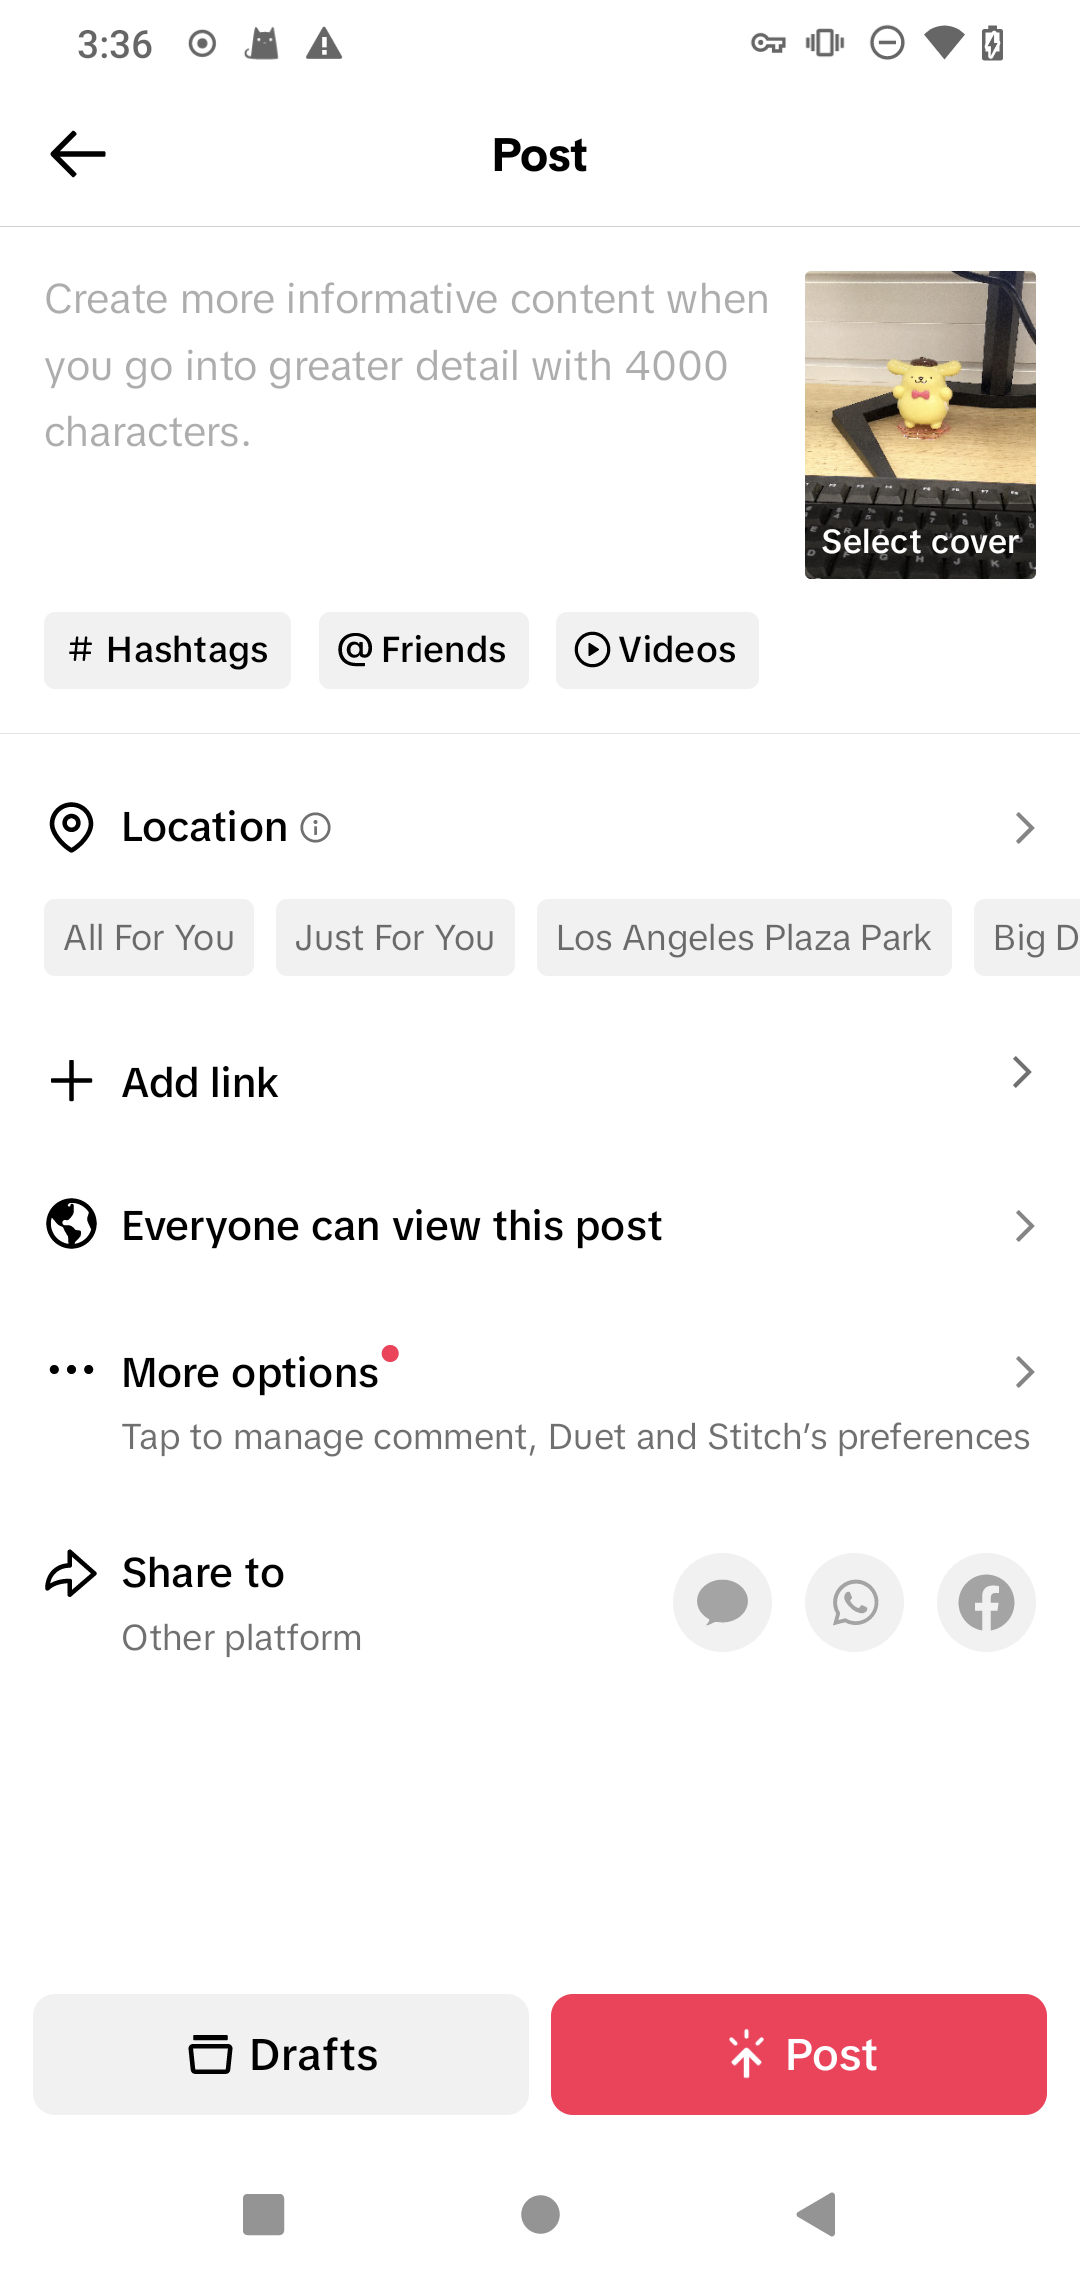 3:36
Post
Create more informative content when
you go into greater detail with 4000
characters.
Select cover
# Hashtags
@ Friends
Videos
Location
All For You
Just For You
Los Angeles Plaza Park
Big D
Add link
Everyone can view this post
More options
Tap to manage comment, Duet and Stitch’s preferences
Share to
Other platform
Drafts
Post